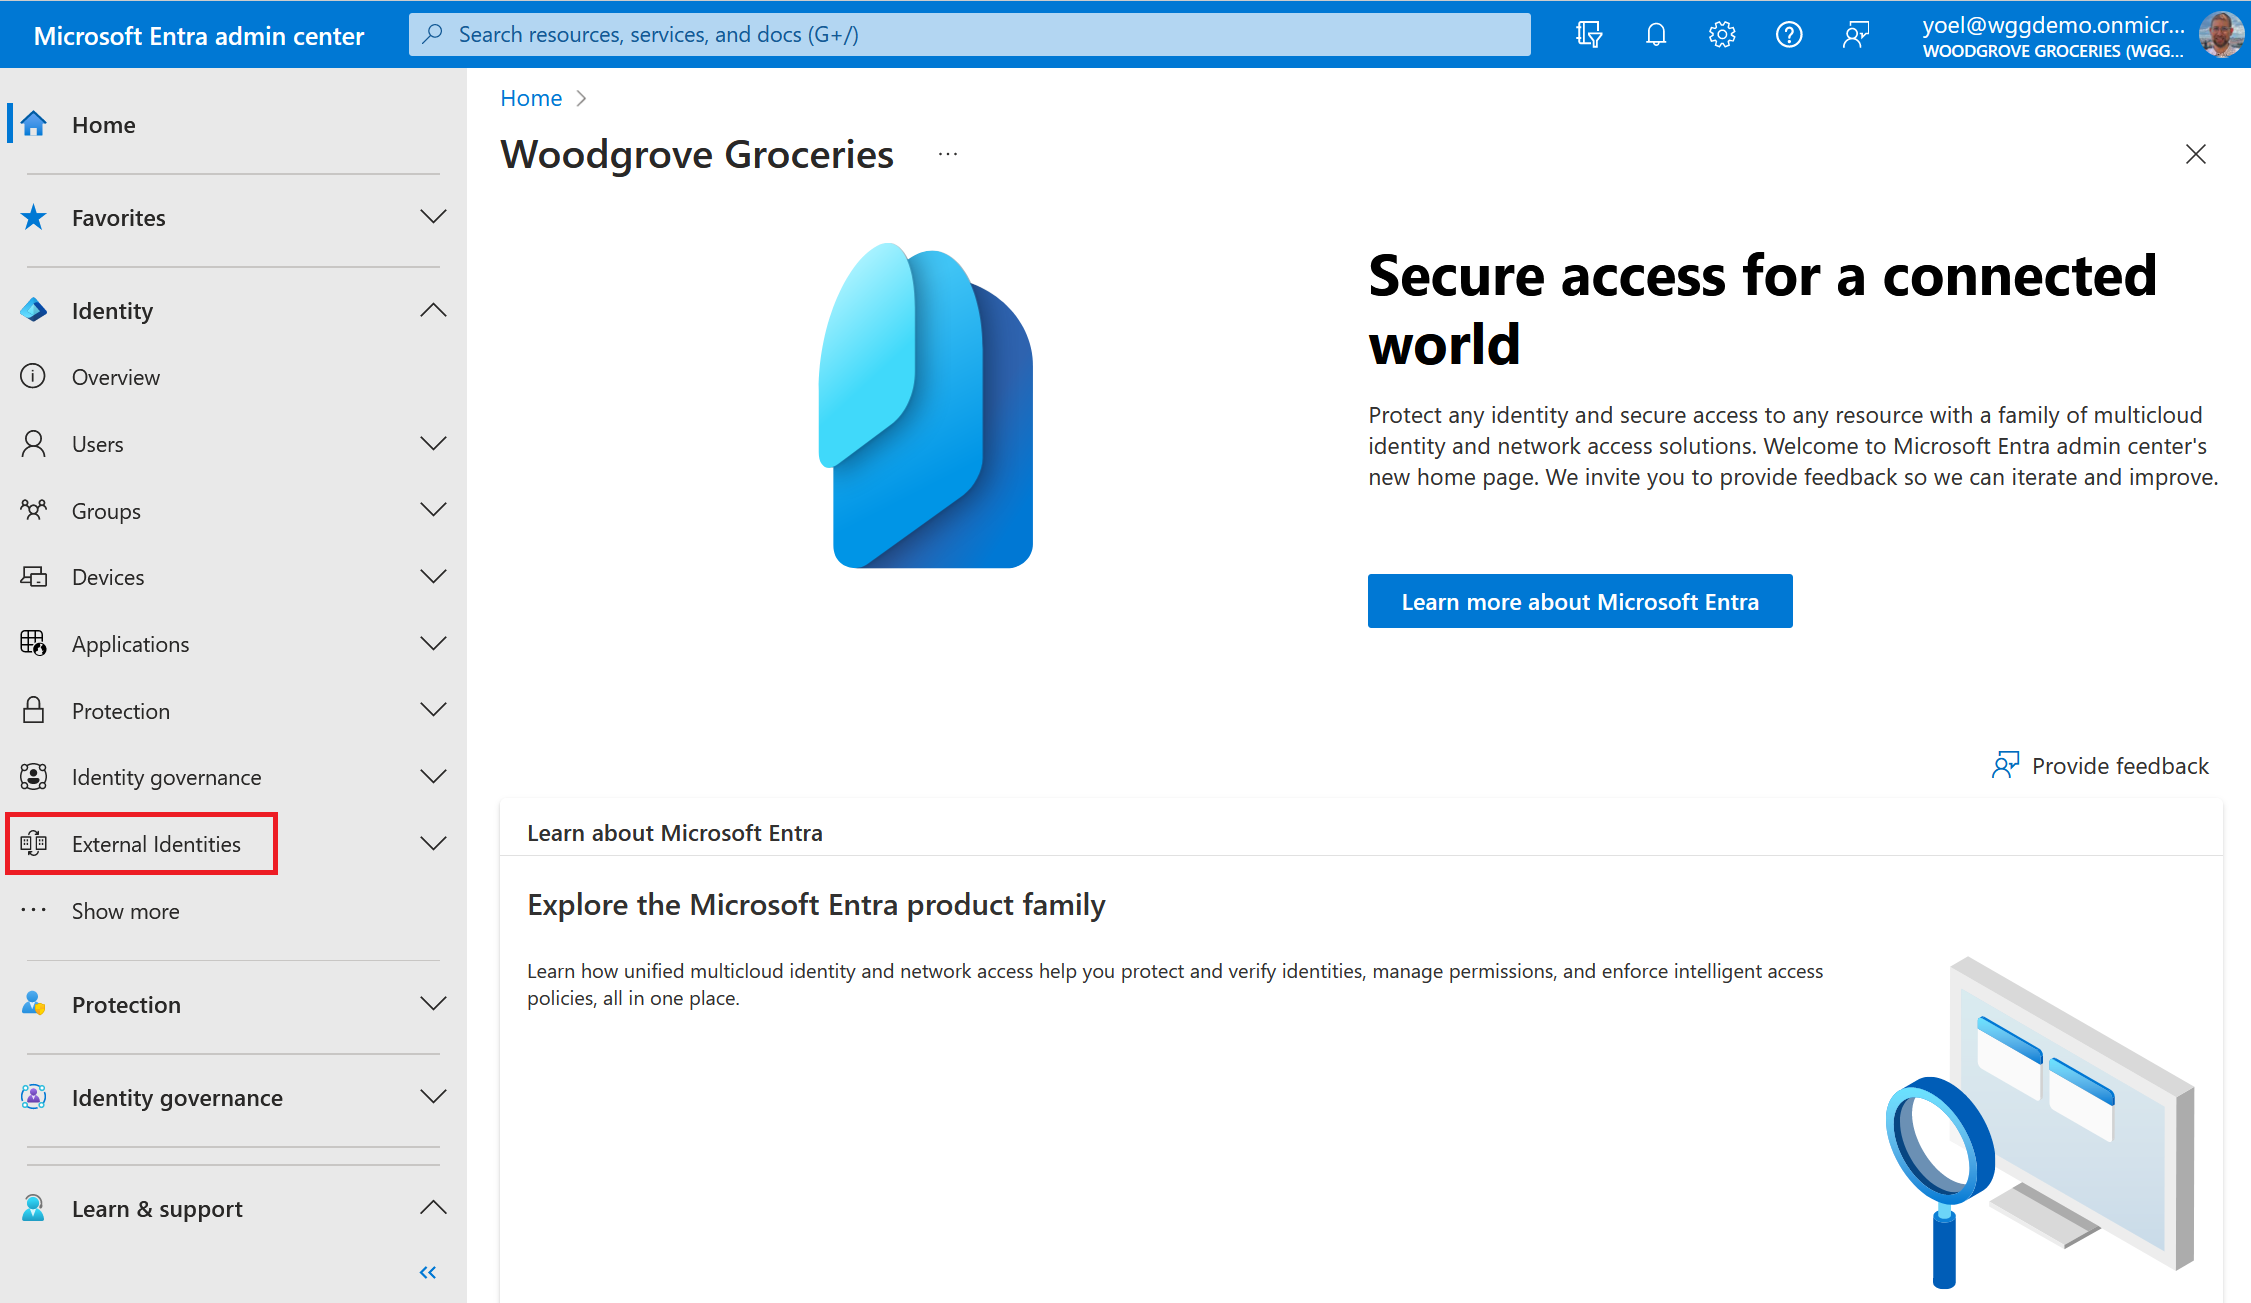 Microsoft Entra admin center
Search resources, services, and docs (G+/)
yoel@wggdemo.onmicr...
WOODGROVE GROCERIES (WGG...
Home
Favorites
Identity
Overview
Users
Groups
Devices
Applications
Protection
Identity governance
External Identities
Show more
Protection
Identity governance
Learn & support
Home
Woodgrove Groceries
Secure access for a connected
world
Protect any identity and secure access to any resource with a family of multicloud
identity and network access solutions. Welcome to Microsoft Entra admin center's
new home page. We invite you to provide feedback so we can iterate and improve.
Learn more about Microsoft Entra
Provide feedback
Learn about Microsoft Entra
Explore the Microsoft Entra product family
Learn how unified multicloud identity and network access help you protect and verify identities, manage permissions, and enforce intelligent access
policies, all in one place.